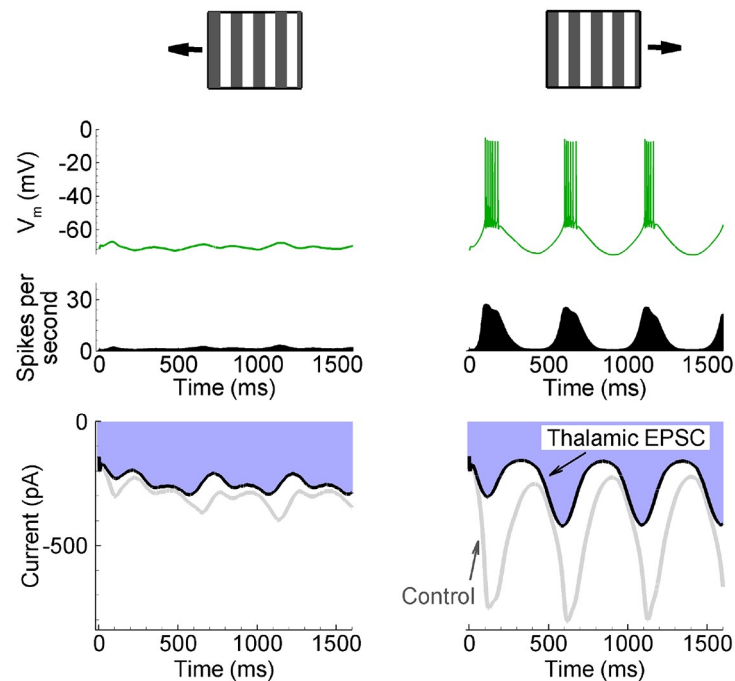 0
-20
-40
-60
V_m (mV)
30
0
Spikes per
second
0 500 1000 1500
Time (ms)
0 500 1000 1500
Time (ms)
0
-500
Current (pA)
Thalamic EPSC
Control
0 500 1000 1500
Time (ms)
0 500 1000 1500
Time (ms)